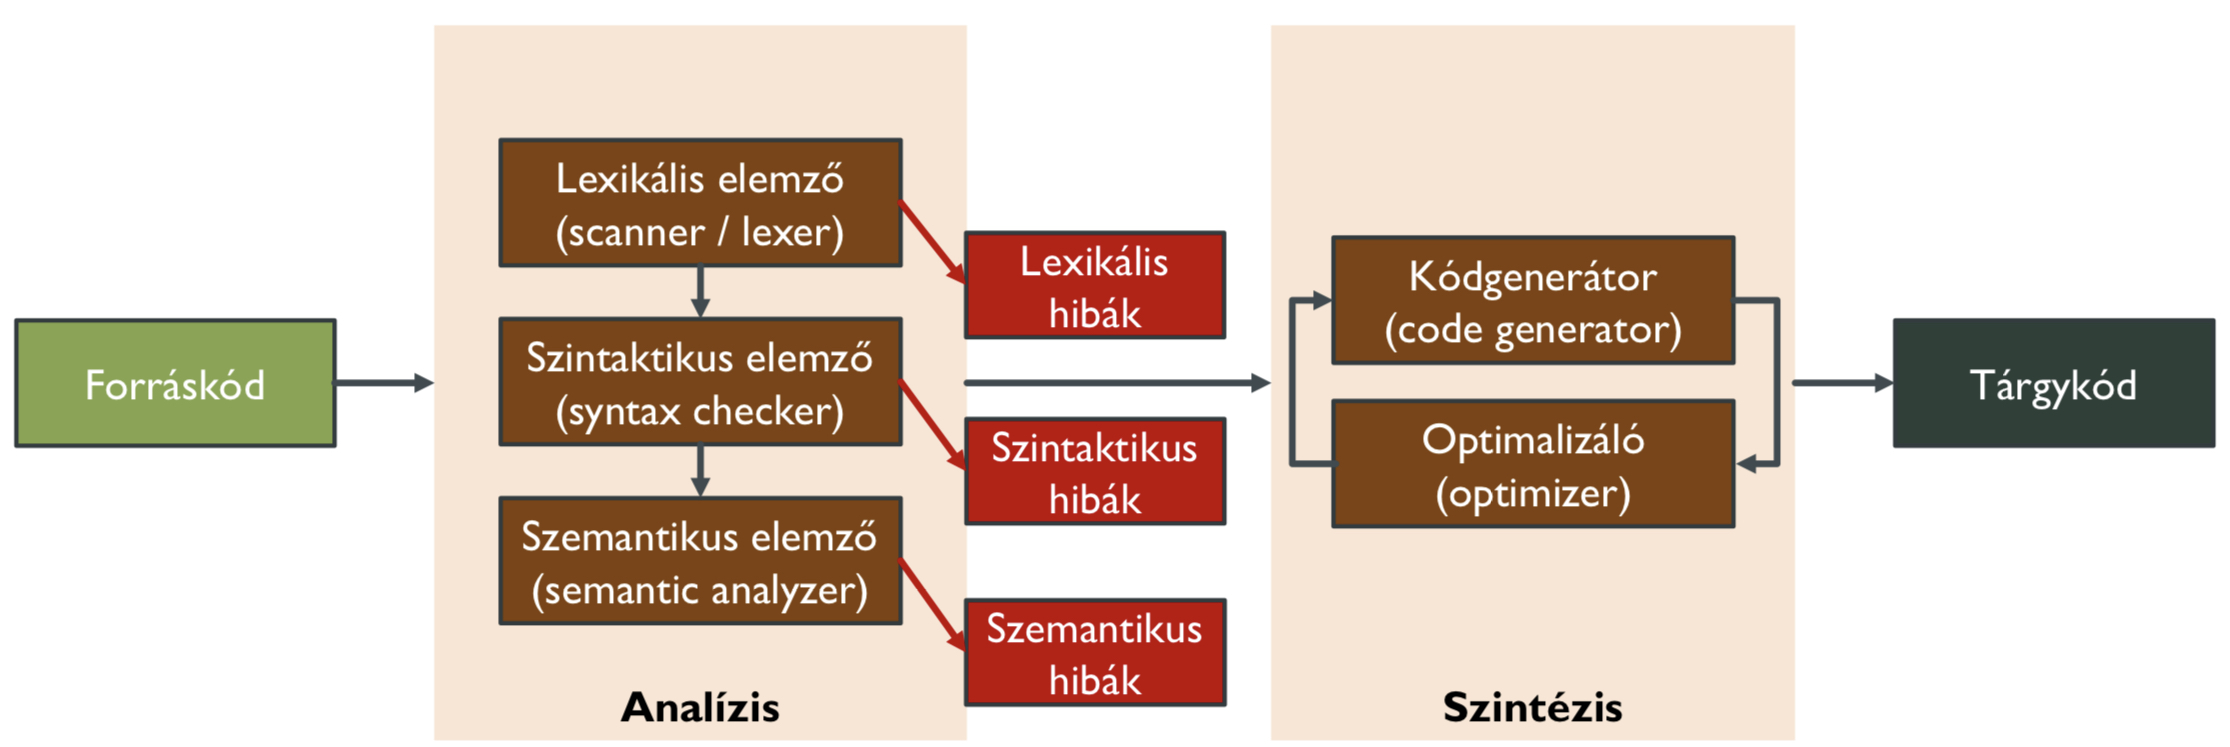 Forráskód
Lexikális elemző
(scanner / lexer)
Szintaktikus elemző
(syntax checker)
Szemantikus elemző
(semantic analyzer)
Analízis
Lexikális
hibák
Szintaktikus
hibák
Szemantikus
hibák
Kódgenerátor
(code generator)
Optimalizáló
(optimizer)
Szintézis
Tárgykód